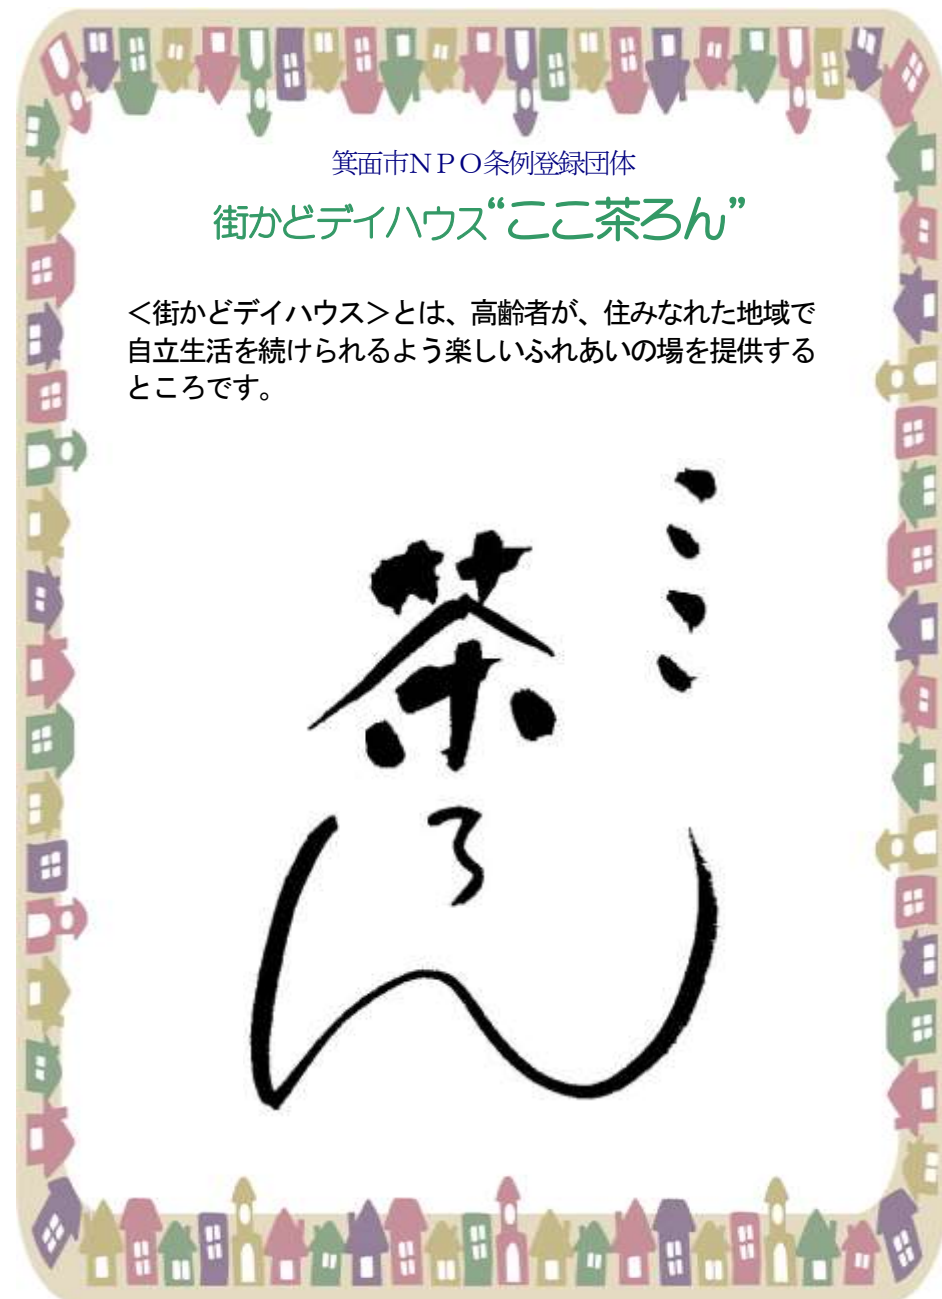 箕面市ＮＰＯ条例登録団体
街かどデイハウス“ここ茶ろん”
＜街かどデイハウス＞とは、高齢者が、住みなれた地域で
自立生活を続けられるよう楽しいふれあいの場を提供する
ところです。
ここ
茶ろん